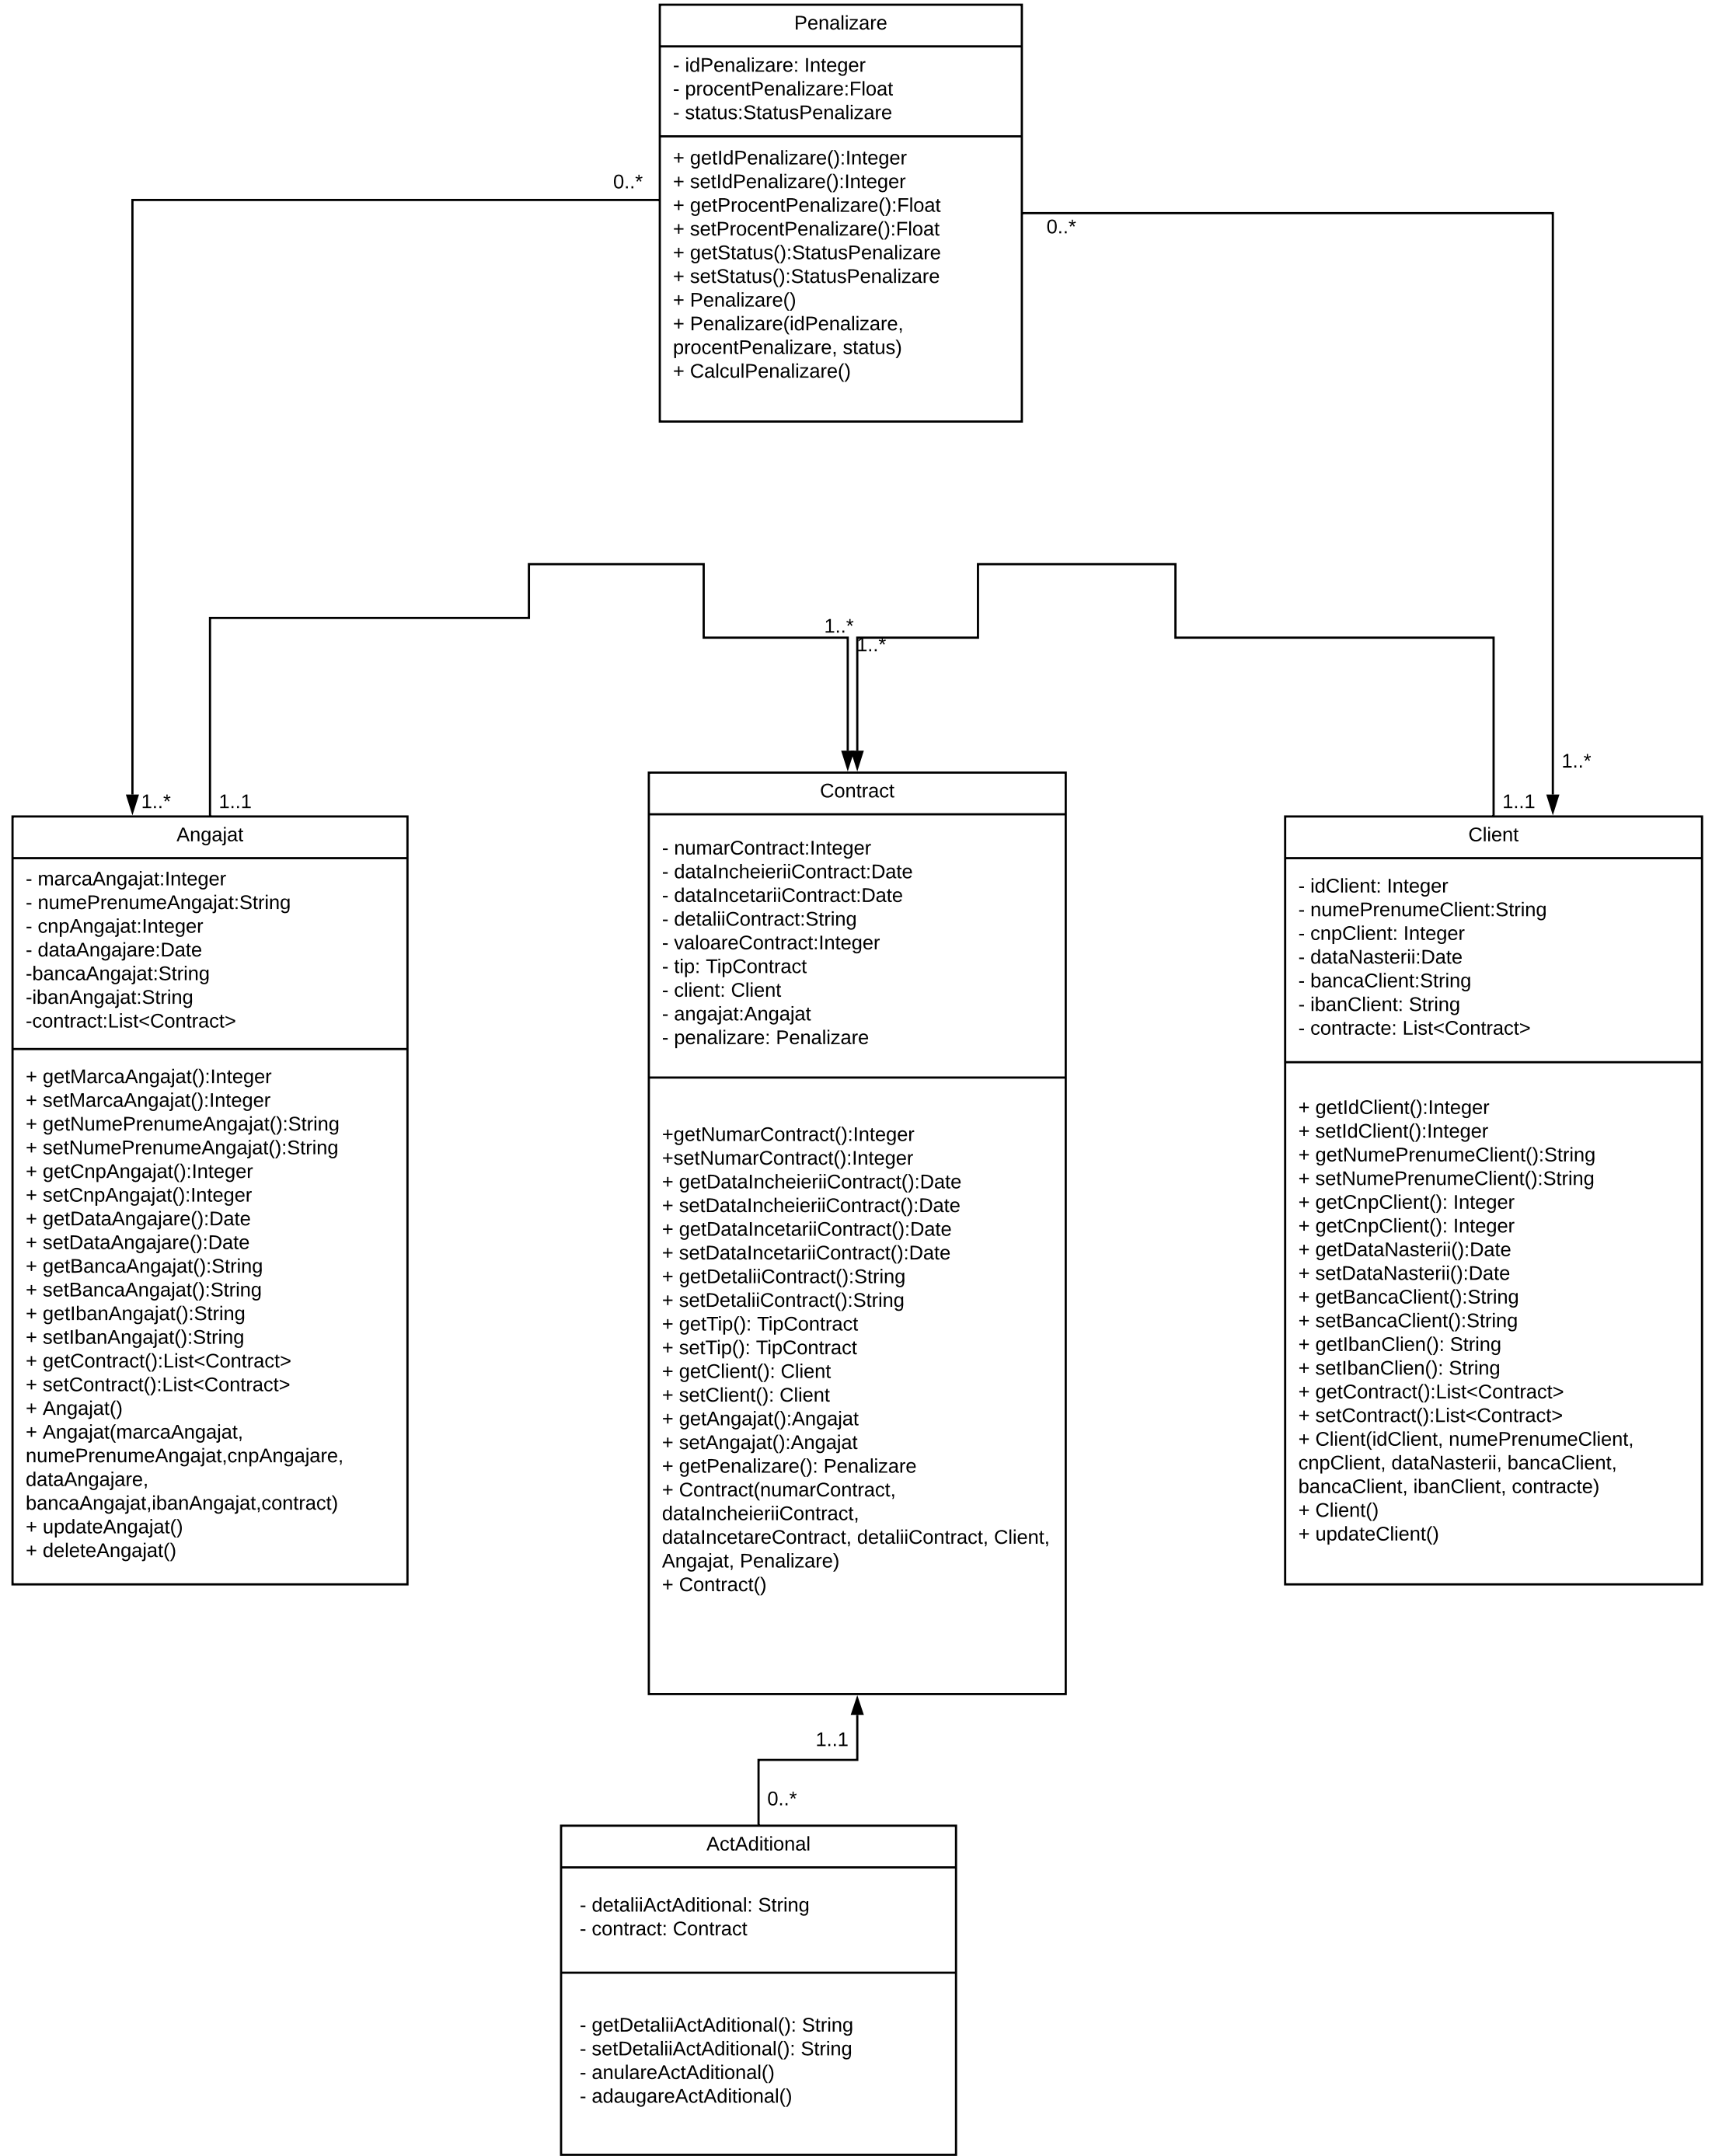 Penalizare
- idPenalizare: Integer
- procentPenalizare:Float
- status:StatusPenalizare
+ getIdPenalizare():Integer
+ setIdPenalizare():Integer
+ getProcentPenalizare():Float
+ setProcentPenalizare():Float
+ getStatus():StatusPenalizare
+ setStatus():StatusPenalizare
+ Penalizare()
+ Penalizare(idPenalizare,
procentPenalizare, status)
+ CalculPenalizare()
0..*
0..*
1..*
1..*
1..*
1..*
1..1
1..1
Angajat
- marcaAngajat:Integer
- numePrenumeAngajat:String
- cnpAngajat:Integer
- dataAngajare:Date
-bancaAngajat:String
-ibanAngajat:String
-contract:List<Contract>
+ getMarcaAngajat():Integer
+ setMarcaAngajat():Integer
+ getNumePrenumeAngajat():String
+ setNumePrenumeAngajat():String
+ getCnpAngajat():Integer
+ setCnpAngajat():Integer
+ getDataAngajare():Date
+ setDataAngajare():Date
+ getBancaAngajat():String
+ setBancaAngajat():String
+ getIbanAngajat():String
+ setIbanAngajat():String
+ getContract():List<Contract>
+ setContract():List<Contract>
+ Angajat()
+ Angajat(marcaAngajat,
numePrenumeAngajat,cnpAngajare,
dataAngajare,
bancaAngajat,ibanAngajat,contract)
+ updateAngajat()
+ deleteAngajat()
Contract
- numarContract:Integer
- dataIncheieriiContract:Date
- dataIncetariiContract:Date
- detaliiContract:String
- valoareContract:Integer
- tip: TipContract
- client: Client
- angajat:Angajat
- penalizare: Penalizare
+getNumarContract():Integer
+setNumarContract():Integer
+ getDataIncheieriiContract():Date
+ setDataIncheieriiContract():Date
+ getDataIncetariiContract():Date
+ setDataIncetariiContract():Date
+ getDetaliiContract():String
+ setDetaliiContract():String
+ getTip(): TipContract
+ setTip(): TipContract
+ getClient(): Client
+ setClient(): Client
+ getAngajat():Angajat
+ setAngajat():Angajat
+ getPenalizare(): Penalizare
+ Contract(numarContract,
dataIncheieriiContract,
dataIncetareContract, detaliiContract, Client,
Angajat, Penalizare)
+ Contract()
Client
- idClient: Integer
- numePrenumeClient:String
- cnpClient: Integer
- dataNasterii:Date
- bancaClient:String
- ibanClient: String
- contracte: List<Contract>
+ getIdClient():Integer
+ setIdClient():Integer
+ getNumePrenumeClient():String
+ setNumePrenumeClient():String
+ getCnpClient(): Integer
+ getCnpClient(): Integer
+ getDataNasterii():Date
+ setDataNasterii():Date
+ getBancaClient():String
+ setBancaClient():String
+ getIbanClien(): String
+ setIbanClien(): String
+ getContract():List<Contract>
+ setContract():List<Contract>
+ Client(idClient, numePrenumeClient,
cnpClient, dataNasterii, bancaClient,
bancaClient, ibanClient, contracte)
+ Client()
+ updateClient()
1..1
0..*
ActAditional
- detaliiActAditional: String
- contract: Contract
- getDetaliiActAditional(): String
- setDetaliiActAditional(): String
- anulareActAditional()
- adaugareActAditional()